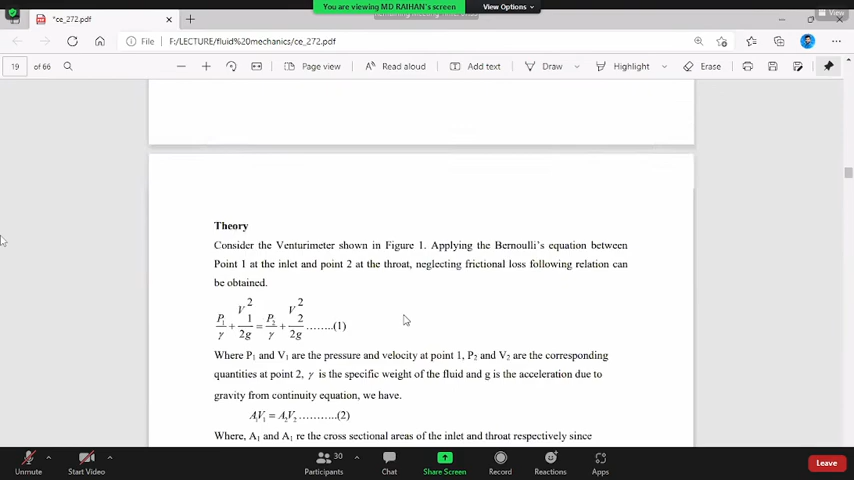 You are viewing MD RAIHAN's screen
View Options
View
*ce_272.pdf
File
F:/LECTURE/fluid%20mechanics/ce_272.pdf
19 of 66
Page view
Read aloud
Add text
Draw
Highlight
Erase
Theory
Consider the Venturimeter shown in Figure 1. Applying the Bernoulli's equation between
Point 1 at the inlet and point 2 at the throat, neglecting frictional loss following relation can
be obtained.
P₁/γ + V₁²/2g = P₂/γ + V₂²/2g ........(1)
Where P₁ and V₁ are the pressure and velocity at point 1, P₂ and V₂ are the corresponding
quantities at point 2, γ is the specific weight of the fluid and g is the acceleration due to
gravity from continuity equation, we have.
A₁V₁ = A₂V₂...........(2)
Where, A₁ and A₁ re the cross sectional areas of the inlet and throat respectively since
30
Unmute
Start Video
Participants
Chat
Share Screen
Record
Reactions
Apps
Leave